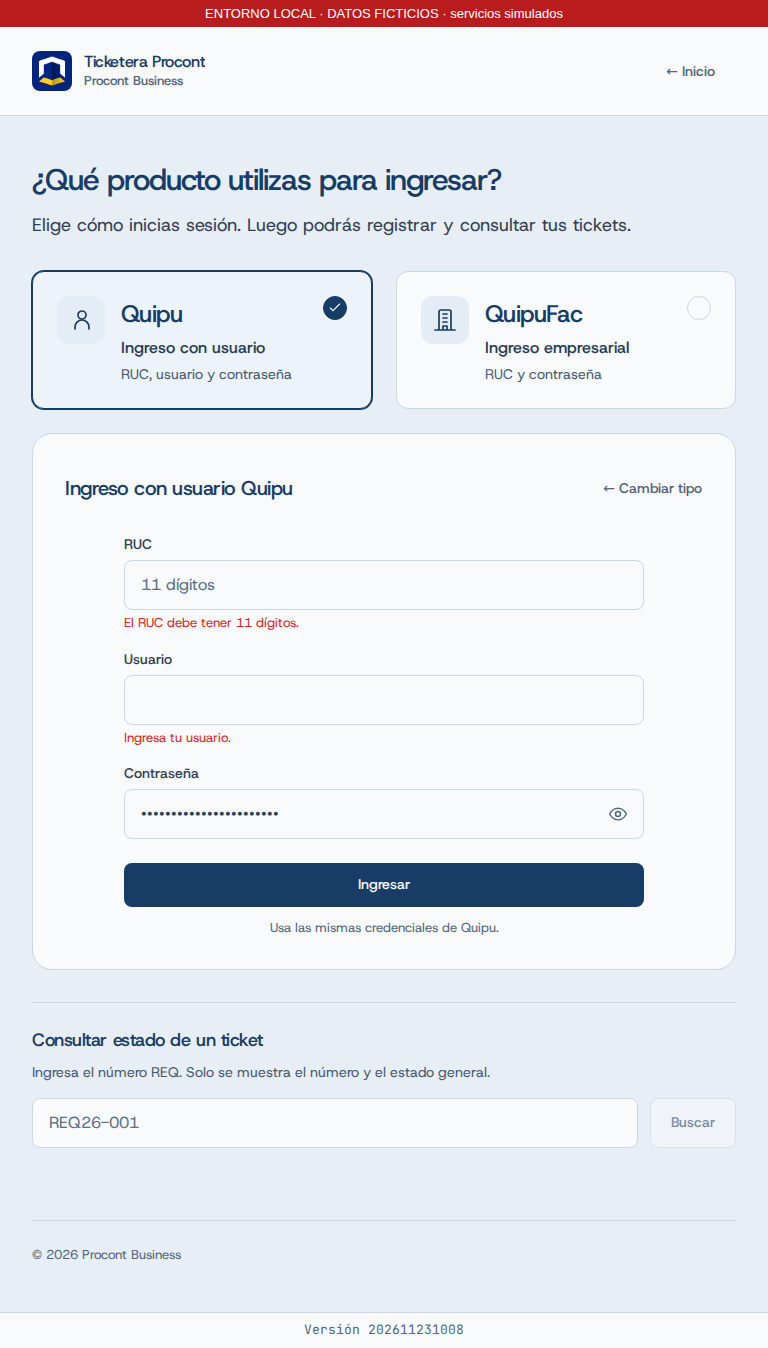 ENTORNO LOCAL · DATOS FICTICIOS · servicios simulados
Ticketera Procont
Procont Business
← Inicio
¿Qué producto utilizas para ingresar?
Elige cómo inicias sesión. Luego podrás registrar y consultar tus tickets.
Quipu
Ingreso con usuario
RUC, usuario y contraseña
QuipuFac
Ingreso empresarial
RUC y contraseña
Ingreso con usuario Quipu
← Cambiar tipo
RUC
11 dígitos
El RUC debe tener 11 dígitos.
Usuario
Ingresa tu usuario.
Contraseña
•••••••••••••••••••••••
Ingresar
Usa las mismas credenciales de Quipu.
Consultar estado de un ticket
Ingresa el número REQ. Solo se muestra el número y el estado general.
REQ26-001
Buscar
© 2026 Procont Business
Versión 202611231008